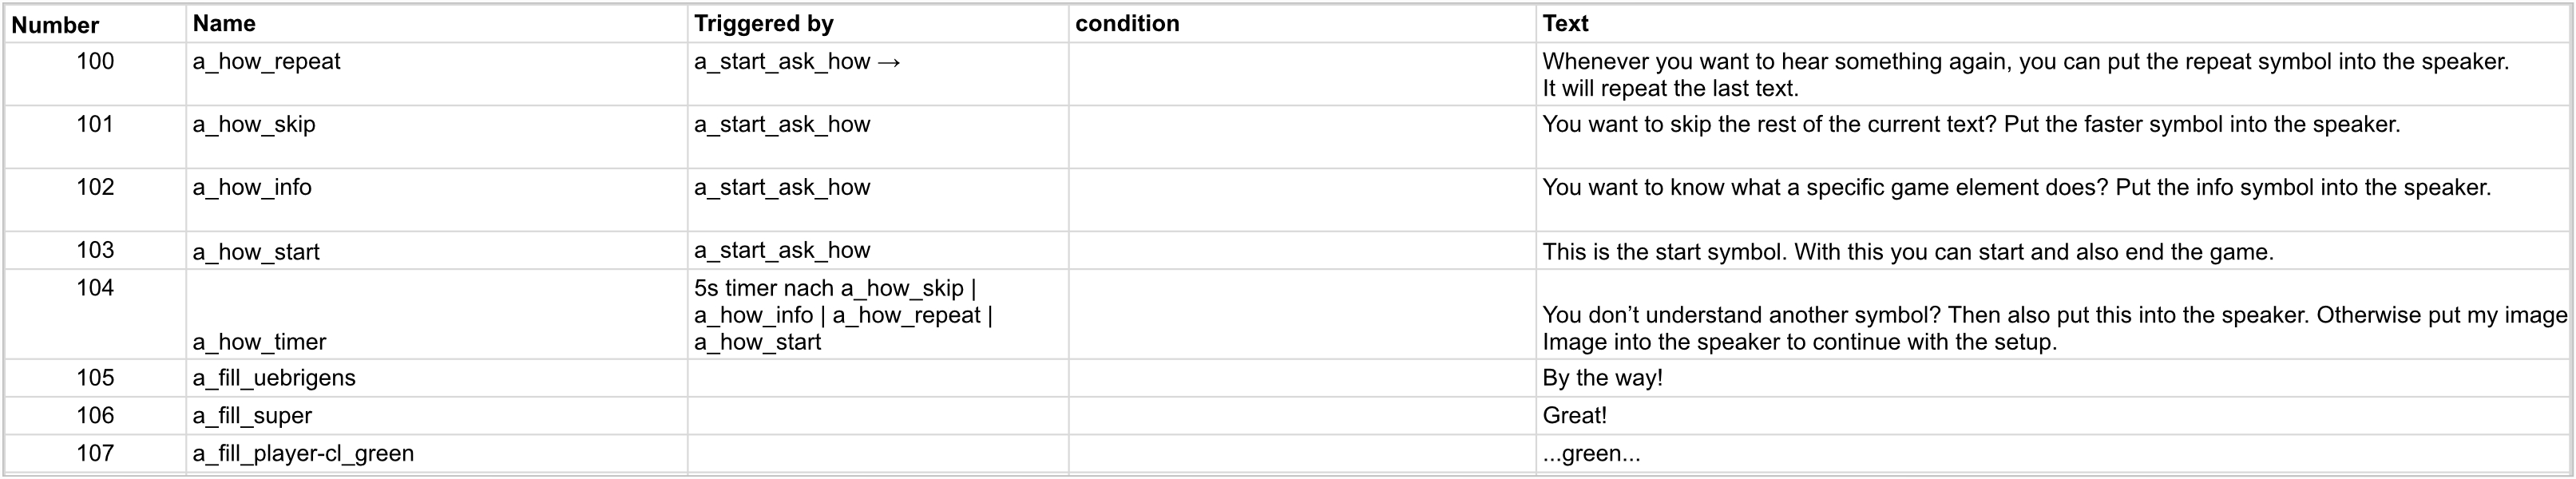 Number Name Triggered by condition Text
100 a_how_repeat a_start_ask_how → Whenever you want to hear something again, you can put the repeat symbol into the speaker.
It will repeat the last text.
101 a_how_skip a_start_ask_how You want to skip the rest of the current text? Put the faster symbol into the speaker.
102 a_how_info a_start_ask_how You want to know what a specific game element does? Put the info symbol into the speaker.
103 a_how_start a_start_ask_how This is the start symbol. With this you can start and also end the game.
104 a_how_timer 5s timer nach a_how_skip |
a_how_info | a_how_repeat |
a_how_start
You don’t understand another symbol? Then also put this into the speaker. Otherwise put my image
Image into the speaker to continue with the setup.
105 a_fill_uebrigens By the way!
106 a_fill_super Great!
107 a_fill_player-cl_green ...green...